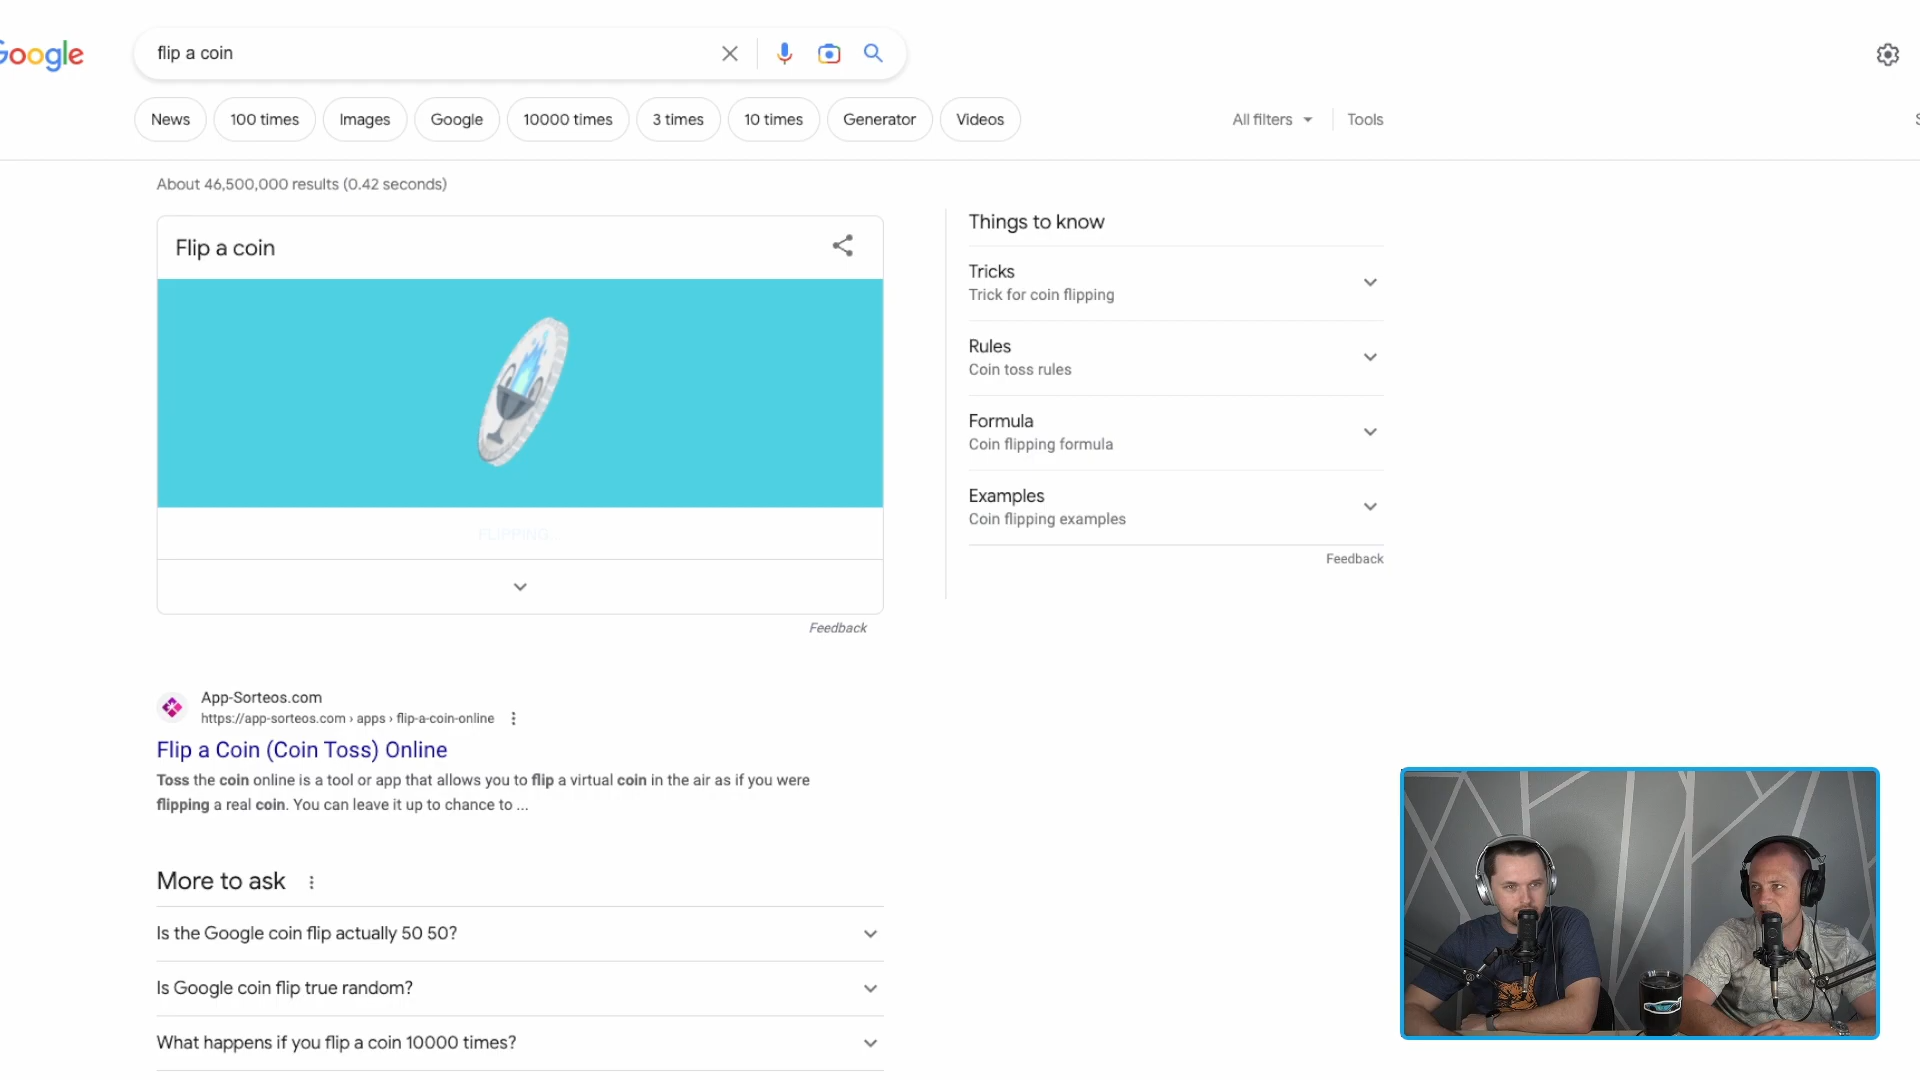 Google
flip a coin
News
100 times
Images
Google
10000 times
3 times
10 times
Generator
Videos
All filters
Tools
About 46,500,000 results (0.42 seconds)
Flip a coin
FLIPPING
Feedback
Things to know
Tricks
Trick for coin flipping
Rules
Coin toss rules
Formula
Coin flipping formula
Examples
Coin flipping examples
Feedback
App-Sorteos.com
https://app-sorteos.com › apps › flip-a-coin-online
Flip a Coin (Coin Toss) Online
Toss the coin online is a tool or app that allows you to flip a virtual coin in the air as if you were
flipping a real coin. You can leave it up to chance to ...
More to ask
Is the Google coin flip actually 50 50?
Is Google coin flip true random?
What happens if you flip a coin 10000 times?